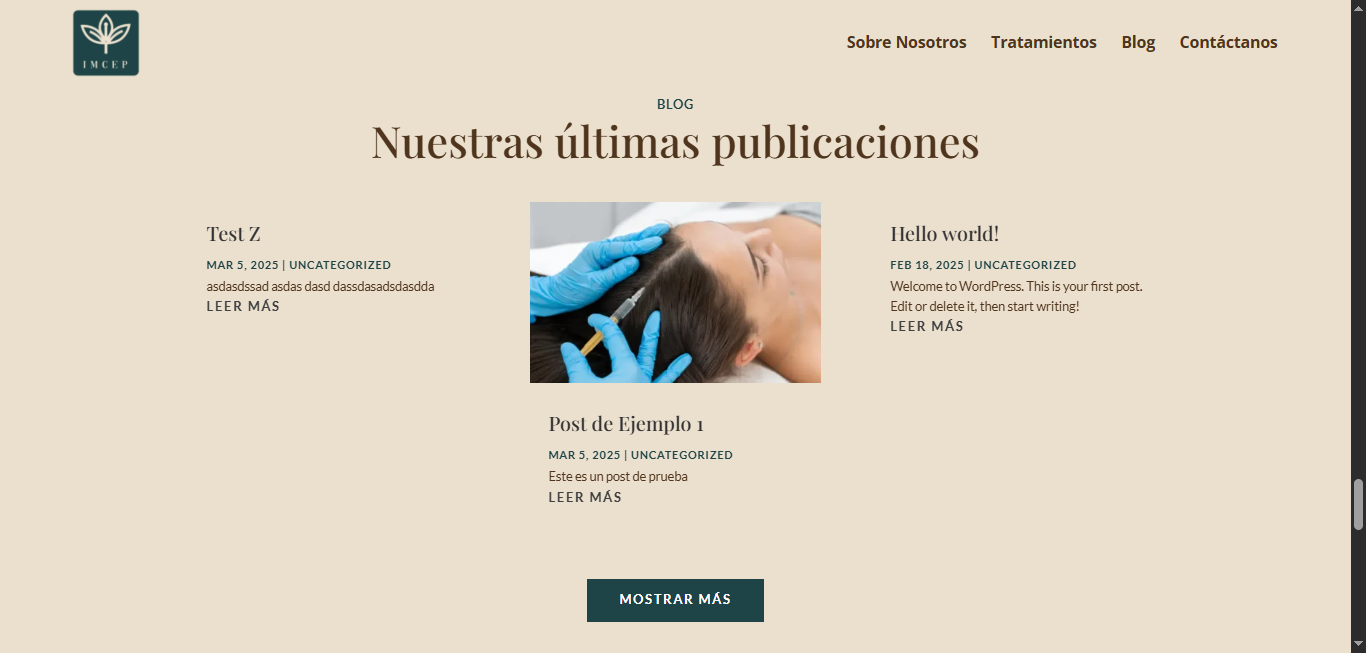 IMCEP
Sobre Nosotros Tratamientos Blog Contáctanos
BLOG
Nuestras últimas publicaciones
Test Z
MAR 5, 2025 | UNCATEGORIZED
asdasdssad asdas dasd dassdasadsdasdda
LEER MÁS
Post de Ejemplo 1
MAR 5, 2025 | UNCATEGORIZED
Este es un post de prueba
LEER MÁS
Hello world!
FEB 18, 2025 | UNCATEGORIZED
Welcome to WordPress. This is your first post.
Edit or delete it, then start writing!
LEER MÁS
MOSTRAR MÁS